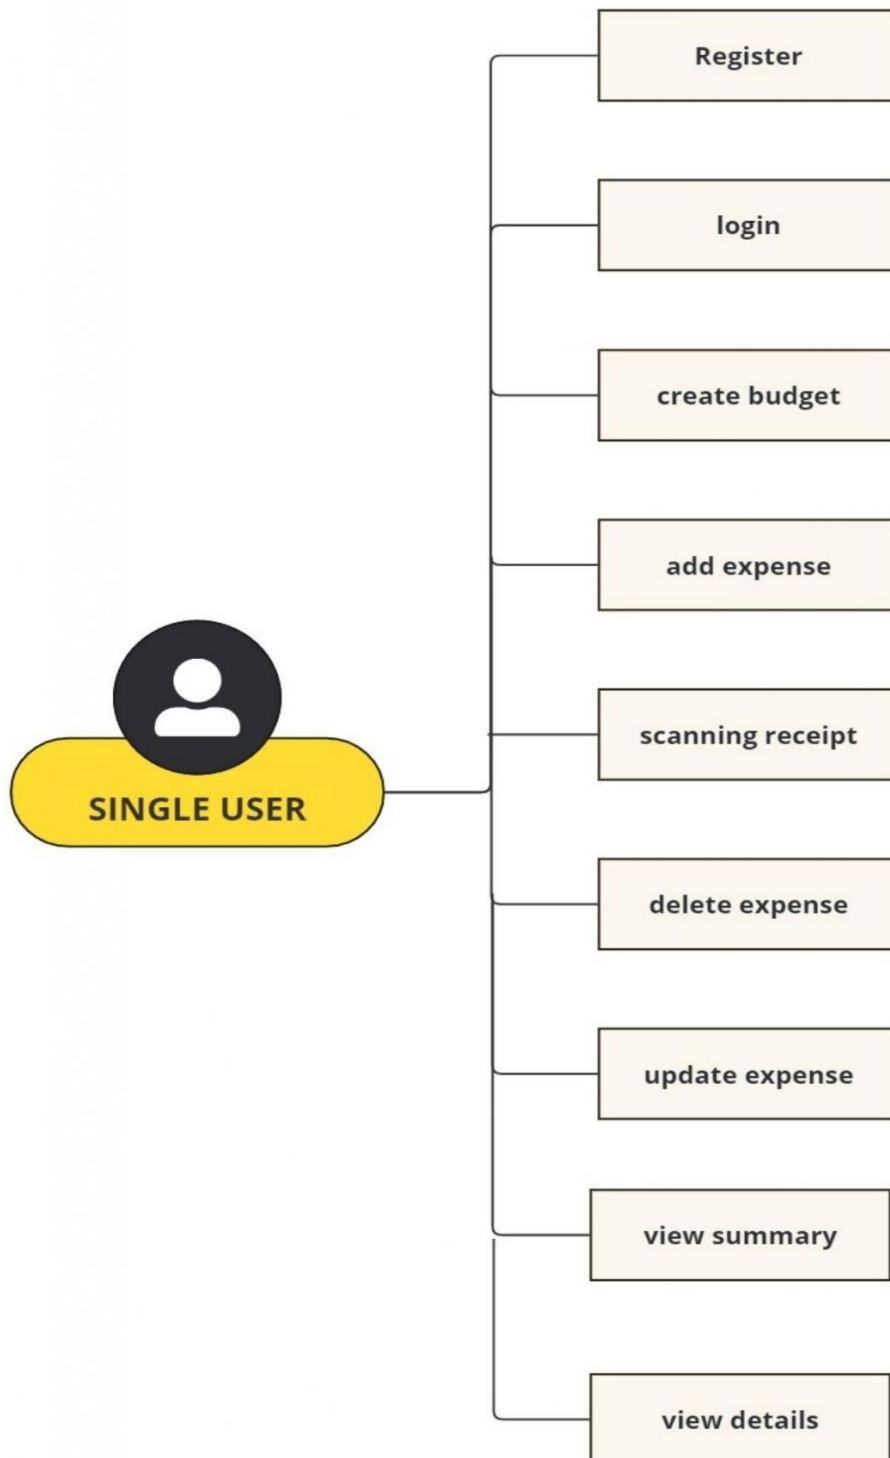 Register
login
create budget
add expense
scanning receipt
SINGLE USER
delete expense
update expense
view summary
view details